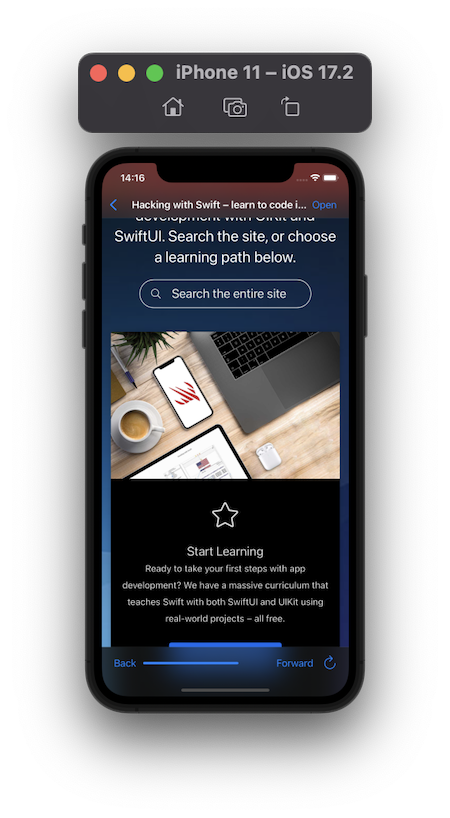 iPhone 11 – iOS 17.2
14:16
Hacking with Swift – learn to code i...
Open
development with UIKit and
SwiftUI. Search the site, or choose
a learning path below.
Search the entire site
Start Learning
Ready to take your first steps with app
development? We have a massive curriculum that
teaches Swift with both SwiftUI and UIKit using
real-world projects – all free.
Back
Forward